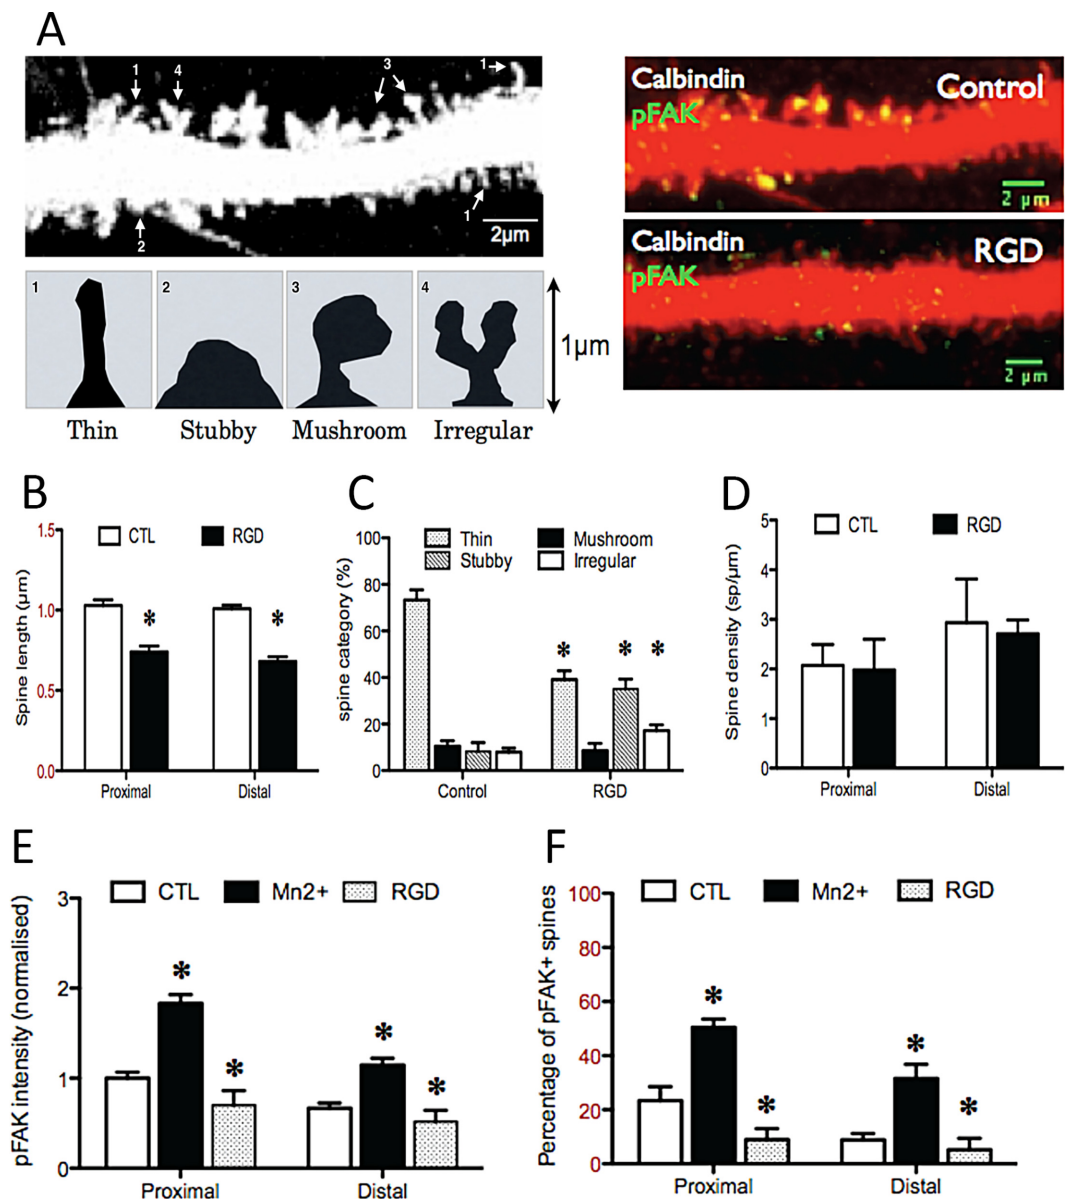 A
1 4 3 1
1
2
2µm
Calbindin
pFAK
Control
2 µm
Calbindin
pFAK
RGD
2 µm
1 2 3 4
1µm
Thin Stubby Mushroom Irregular
B
CTL RGD
Spine length (µm)
1.5
1.0
0.5
0.0
* *
Proximal Distal
C
Thin Mushroom
Stubby Irregular
spine category (%)
100
80
60
40
20
0
* * *
Control RGD
D
CTL RGD
Spine density (sp/µm)
5
4
3
2
1
0
Proximal Distal
E
CTL Mn2+ RGD
pFAK intensity (normalised)
3
2
1
0
* * * *
Proximal Distal
F
CTL Mn2+ RGD
Percentage of pFAK+ spines
100
80
60
40
20
0
* * * *
Proximal Distal